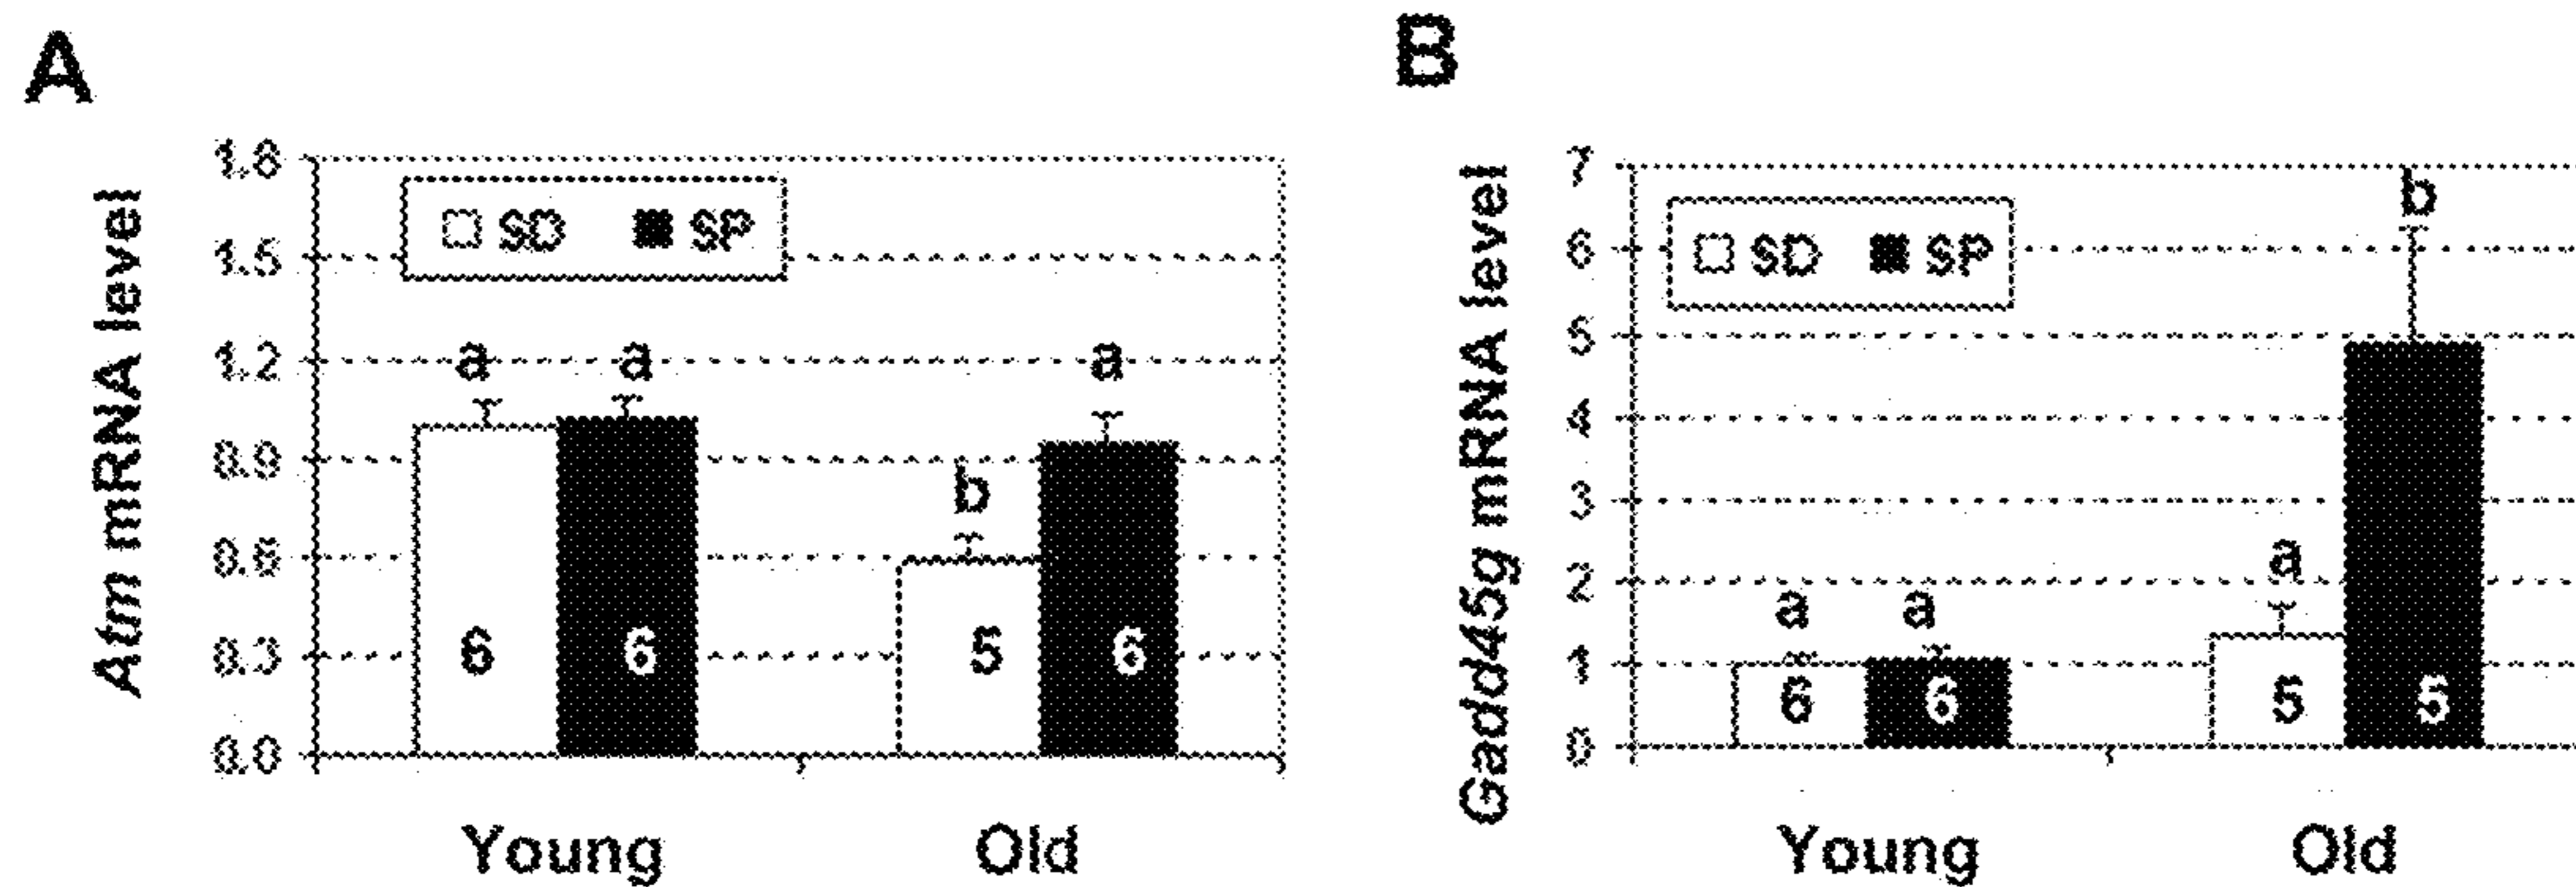 A
B
Atm mRNA level
1.8
1.5
1.2
0.9
0.6
0.3
0.0
SD SP
a a b a
6 6 5 6
Young Old
Gadd45g mRNA level
7
6
5
4
3
2
1
0
SD SP
a a a b
6 6 5 5
Young Old